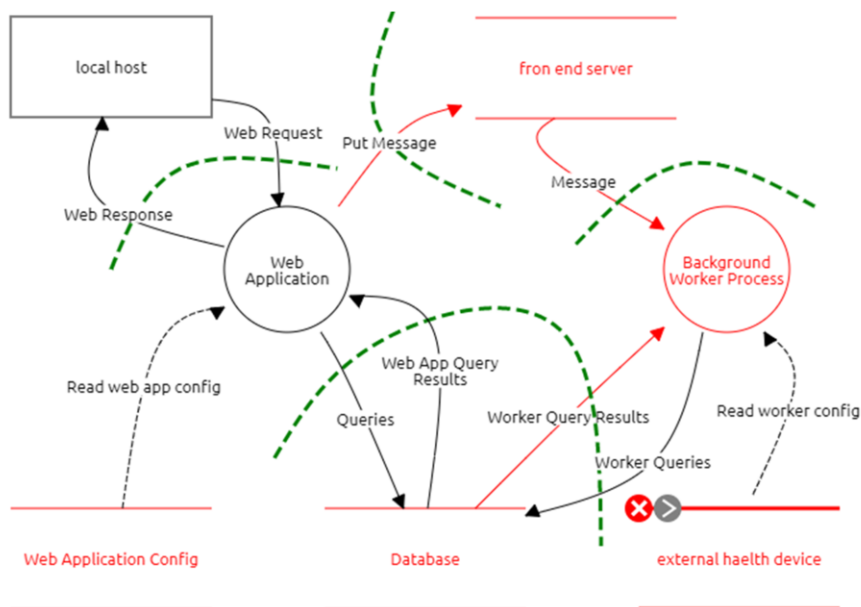 local host
fron end server
Web Request
Put Message
Message
Web Response
Web
Application
Background
Worker Process
Web App Query
Results
Read web app config
Queries
Worker Query Results
Read worker config
Worker Queries
Web Application Config
Database
external haelth device